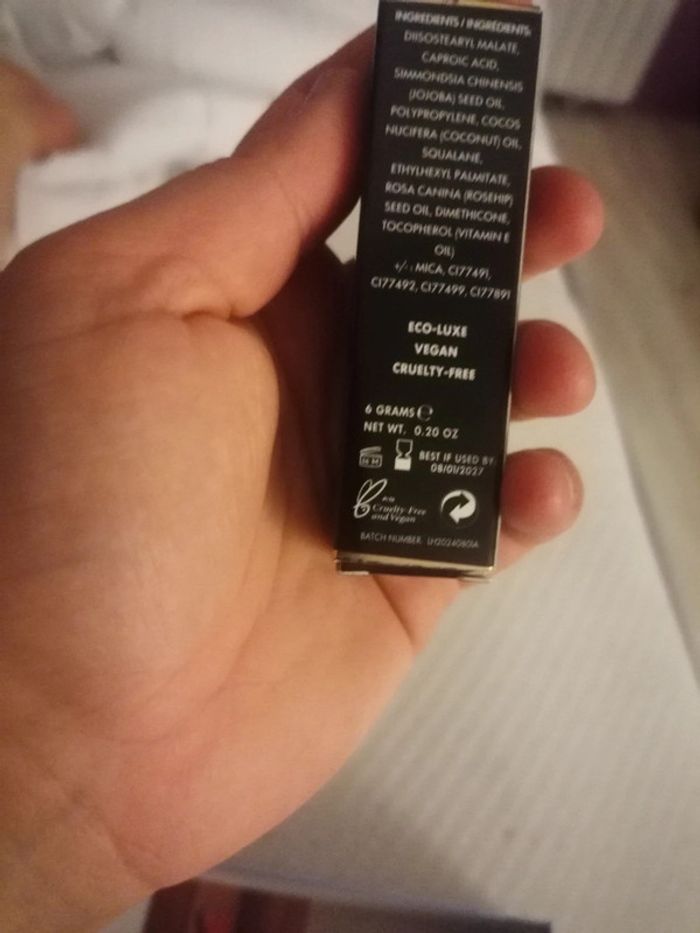 INGREDIENTS / INGRÉDIENTS:
DIISOSTEARYL MALATE,
CAPROIC ACID,
SIMMONDSIA CHINENSIS
(JOJOBA) SEED OIL,
POLYPROPYLENE, COCOS
NUCIFERA (COCONUT) OIL,
SQUALANE,
ETHYLHEXYL PALMITATE,
ROSA CANINA (ROSEHIP)
SEED OIL, DIMETHICONE,
TOCOPHEROL (VITAMIN E
OIL)
+/- : MICA, CI77491,
CI77492, CI77499, CI77891
ECO-LUXE
VEGAN
CRUELTY-FREE
6 GRAMS ℮
NET WT. 0.20 OZ
BEST IF USED BY:
08/01/2027
Cruelty-Free
and Vegan
BATCH NUMBER: LH20240801A